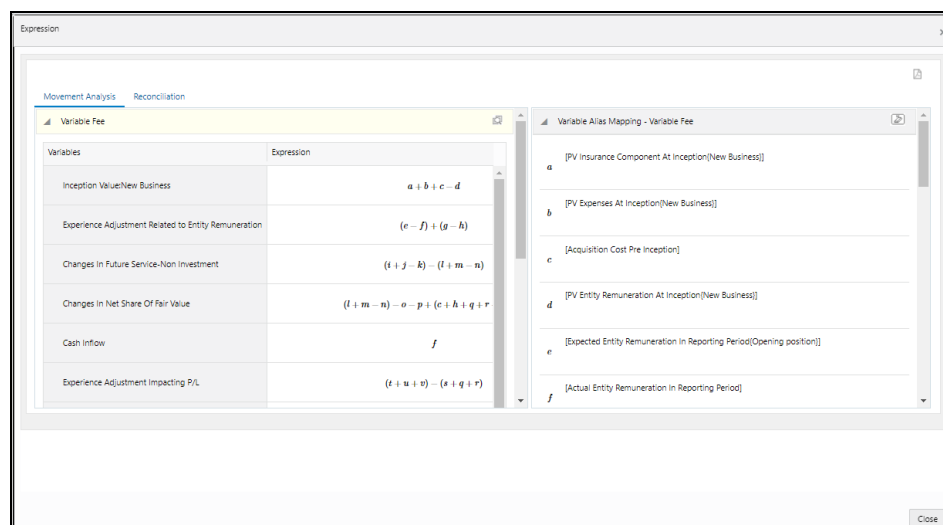 Expression
Movement Analysis Reconciliation
Variable Fee
Variables Expression
Inception Value:New Business a + b + c – d
Experience Adjustment Related to Entity Remuneration (e – f) + (g – h)
Changes In Future Service-Non Investment (i + j – k) – (l + m – n)
Changes In Net Share Of Fair Value (l + m – n) – o – p + (c + h + q + r
Cash Inflow f
Experience Adjustment Impacting P/L (t + u + v) – (s + q + r)
Variable Alias Mapping - Variable Fee
a [PV Insurance Component At Inception(New Business)]
b [PV Expenses At Inception(New Business)]
c [Acquisition Cost Pre Inception]
d [PV Entity Remuneration At Inception(New Business)]
e [Expected Entity Remuneration In Reporting Period(Opening position)]
f [Actual Entity Remuneration In Reporting Period]
Close